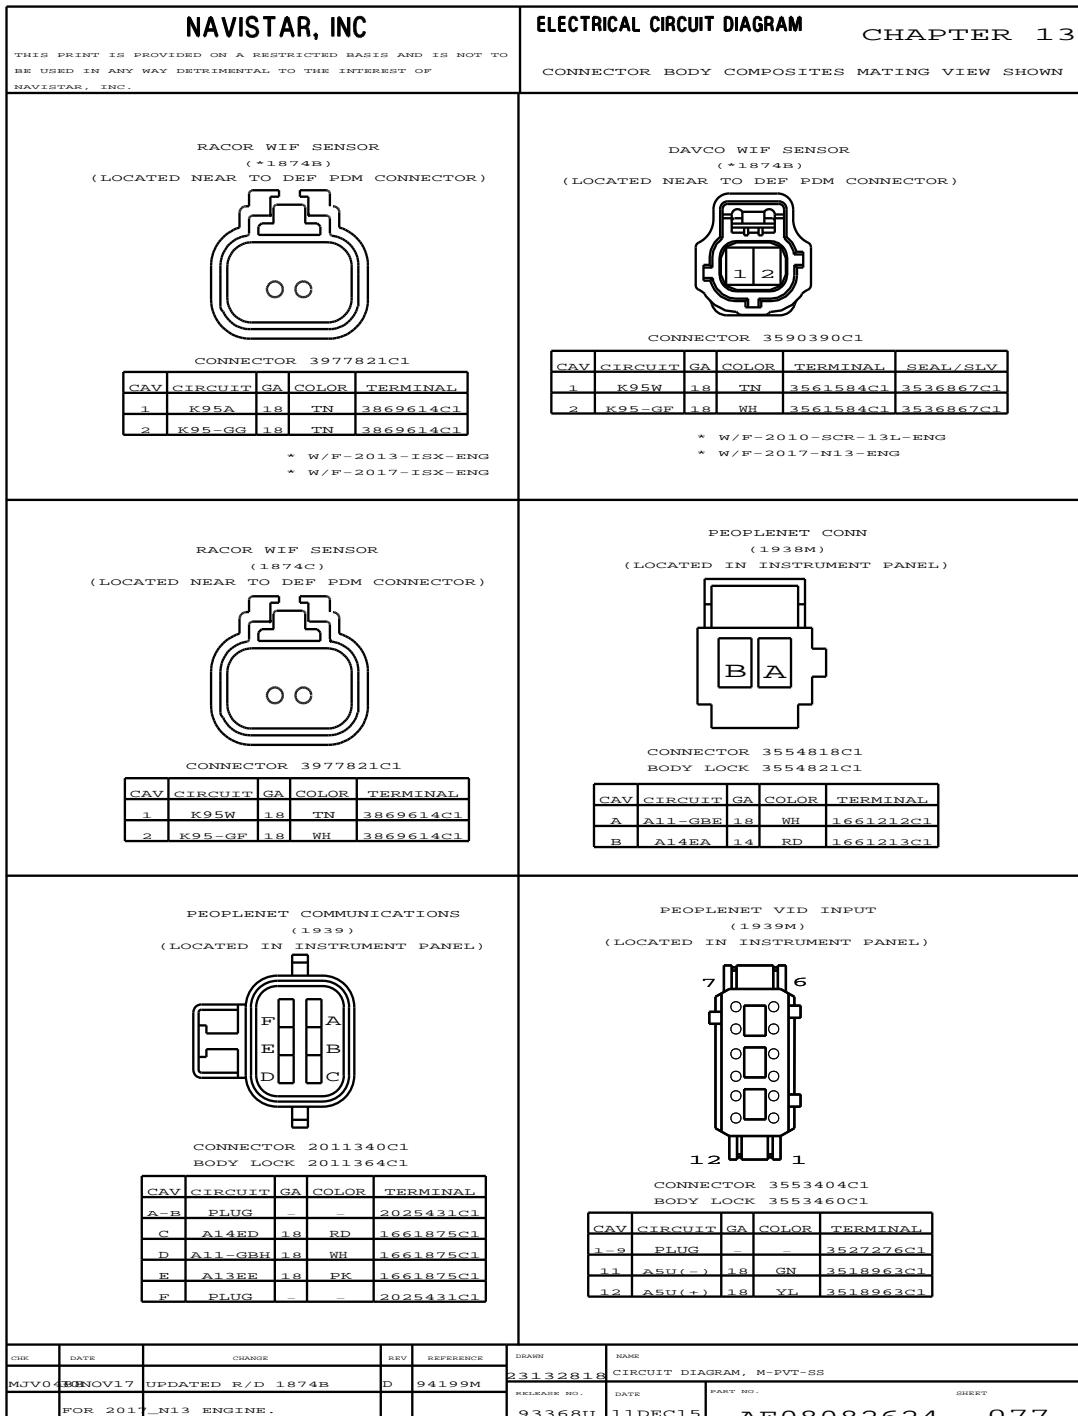 NAVISTAR, INC
THIS PRINT IS PROVIDED ON A RESTRICTED BASIS AND IS NOT TO
BE USED IN ANY WAY DETRIMENTAL TO THE INTEREST OF
NAVISTAR, INC.
ELECTRICAL CIRCUIT DIAGRAM
CHAPTER 13
CONNECTOR BODY COMPOSITES MATING VIEW SHOWN
RACOR WIF SENSOR
(*1874B)
(LOCATED NEAR TO DEF PDM CONNECTOR)
CONNECTOR 3977821C1
CAV CIRCUIT GA COLOR TERMINAL
1 K95A 18 TN 3869614C1
2 K95-GG 18 TN 3869614C1
* W/F-2013-ISX-ENG
* W/F-2017-ISX-ENG
DAVCO WIF SENSOR
(*1874B)
(LOCATED NEAR TO DEF PDM CONNECTOR)
1 2
CONNECTOR 3590390C1
CAV CIRCUIT GA COLOR TERMINAL SEAL/SLV
1 K95W 18 TN 3561584C1 3536867C1
2 K95-GF 18 WH 3561584C1 3536867C1
* W/F-2010-SCR-13L-ENG
* W/F-2017-N13-ENG
RACOR WIF SENSOR
(1874C)
(LOCATED NEAR TO DEF PDM CONNECTOR)
CONNECTOR 3977821C1
CAV CIRCUIT GA COLOR TERMINAL
1 K95W 18 TN 3869614C1
2 K95-GF 18 WH 3869614C1
PEOPLENET CONN
(1938M)
(LOCATED IN INSTRUMENT PANEL)
B A
CONNECTOR 3554818C1
BODY LOCK 3554821C1
CAV CIRCUIT GA COLOR TERMINAL
A A11-GBE 18 WH 1661212C1
B A14EA 14 RD 1661213C1
PEOPLENET COMMUNICATIONS
(1939)
(LOCATED IN INSTRUMENT PANEL)
F A
E B
D C
CONNECTOR 2011340C1
BODY LOCK 2011364C1
CAV CIRCUIT GA COLOR TERMINAL
A-B PLUG - - 2025431C1
C A14ED 18 RD 1661875C1
D A11-GBH 18 WH 1661875C1
E A13EE 18 PK 1661875C1
F PLUG - - 2025431C1
PEOPLENET VID INPUT
(1939M)
(LOCATED IN INSTRUMENT PANEL)
7 6
12 1
CONNECTOR 3553404C1
BODY LOCK 3553460C1
CAV CIRCUIT GA COLOR TERMINAL
1-9 PLUG - - 3527276C1
11 A5U(-) 18 GN 3518963C1
12 A5U(+) 18 YL 3518963C1
CHK DATE CHANGE REV REFERENCE
UPDATED R/D 1874B D 94199M
FOR 2017_N13 ENGINE.
DRAWN
23132818
NAME
CIRCUIT DIAGRAM, M-PVT-SS
RELEASE NO. DATE PART NO. SHEET
93368U 11DEC15 077